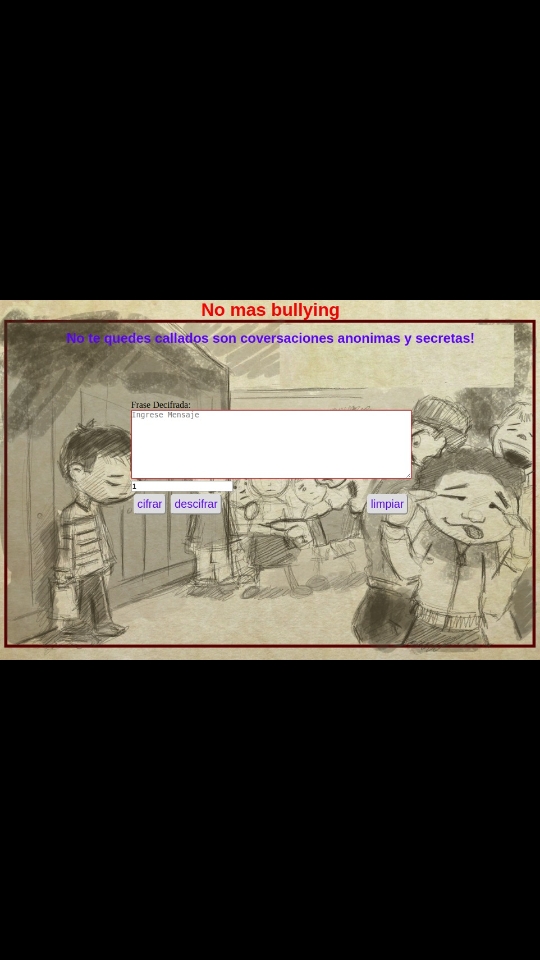 No mas bullying
No te quedes callados son coversaciones anonimas y secretas!
Frase Decifrada:
Ingrese Mensaje
1
cifrar descifrar limpiar